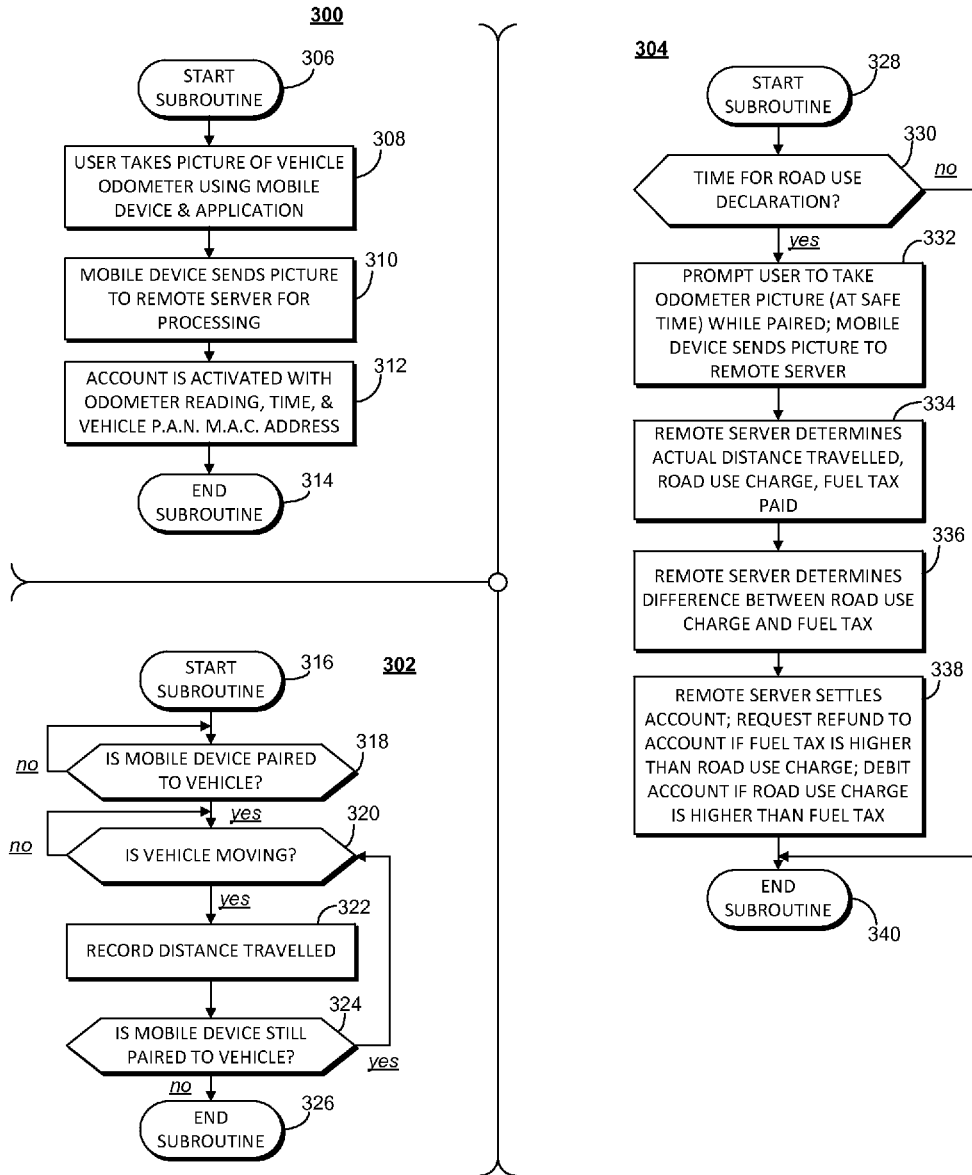 300
306
START
SUBROUTINE
308
USER TAKES PICTURE OF VEHICLE
ODOMETER USING MOBILE
DEVICE & APPLICATION
310
MOBILE DEVICE SENDS PICTURE
TO REMOTE SERVER FOR
PROCESSING
312
ACCOUNT IS ACTIVATED WITH
ODOMETER READING, TIME, &
VEHICLE P.A.N. M.A.C. ADDRESS
END
SUBROUTINE
314
302
316
START
SUBROUTINE
318
no
IS MOBILE DEVICE PAIRED
TO VEHICLE?
yes
320
no
IS VEHICLE MOVING?
yes
322
RECORD DISTANCE TRAVELLED
324
IS MOBILE DEVICE STILL
PAIRED TO VEHICLE?
yes
no
END
SUBROUTINE
326
304
328
START
SUBROUTINE
330
TIME FOR ROAD USE
DECLARATION?
no
yes
332
PROMPT USER TO TAKE
ODOMETER PICTURE (AT SAFE
TIME) WHILE PAIRED; MOBILE
DEVICE SENDS PICTURE TO
REMOTE SERVER
334
REMOTE SERVER DETERMINES
ACTUAL DISTANCE TRAVELLED,
ROAD USE CHARGE, FUEL TAX
PAID
336
REMOTE SERVER DETERMINES
DIFFERENCE BETWEEN ROAD USE
CHARGE AND FUEL TAX
338
REMOTE SERVER SETTLES
ACCOUNT; REQUEST REFUND TO
ACCOUNT IF FUEL TAX IS HIGHER
THAN ROAD USE CHARGE; DEBIT
ACCOUNT IF ROAD USE CHARGE
IS HIGHER THAN FUEL TAX
END
SUBROUTINE
340